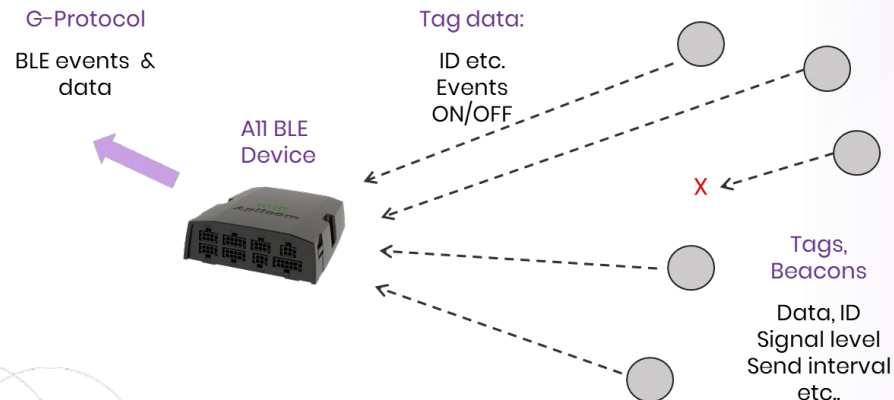 G-Protocol
BLE events &
data
A11 BLE
Device
Aplicom
Tag data:
ID etc.
Events
ON/OFF
X
Tags,
Beacons
Data, ID
Signal level
Send interval
etc..